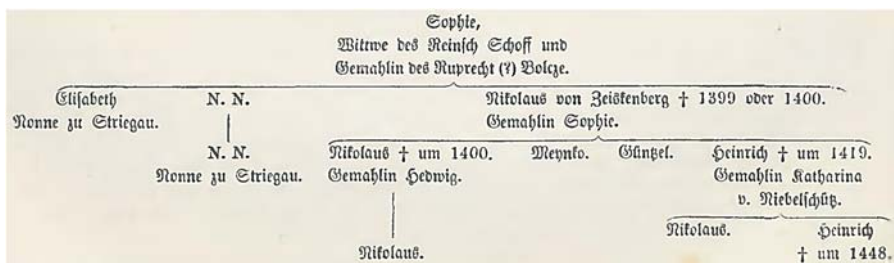 Sophie,
Wittwe des Reinsch Schoff und
Gemahlin des Ruprecht (?) Bolcze.
Elisabeth N. N. Nikolaus von Zeiskenberg † 1399 oder 1400.
Nonne zu Striegau. Gemahlin Sophie.
N. N. Nikolaus † um 1400. Meynko. Güntzel. Heinrich † um 1419.
Nonne zu Striegau. Gemahlin Hedwig. Gemahlin Katharina
v. Niebelschütz.
Nikolaus. Nikolaus. Heinrich
† um 1448.